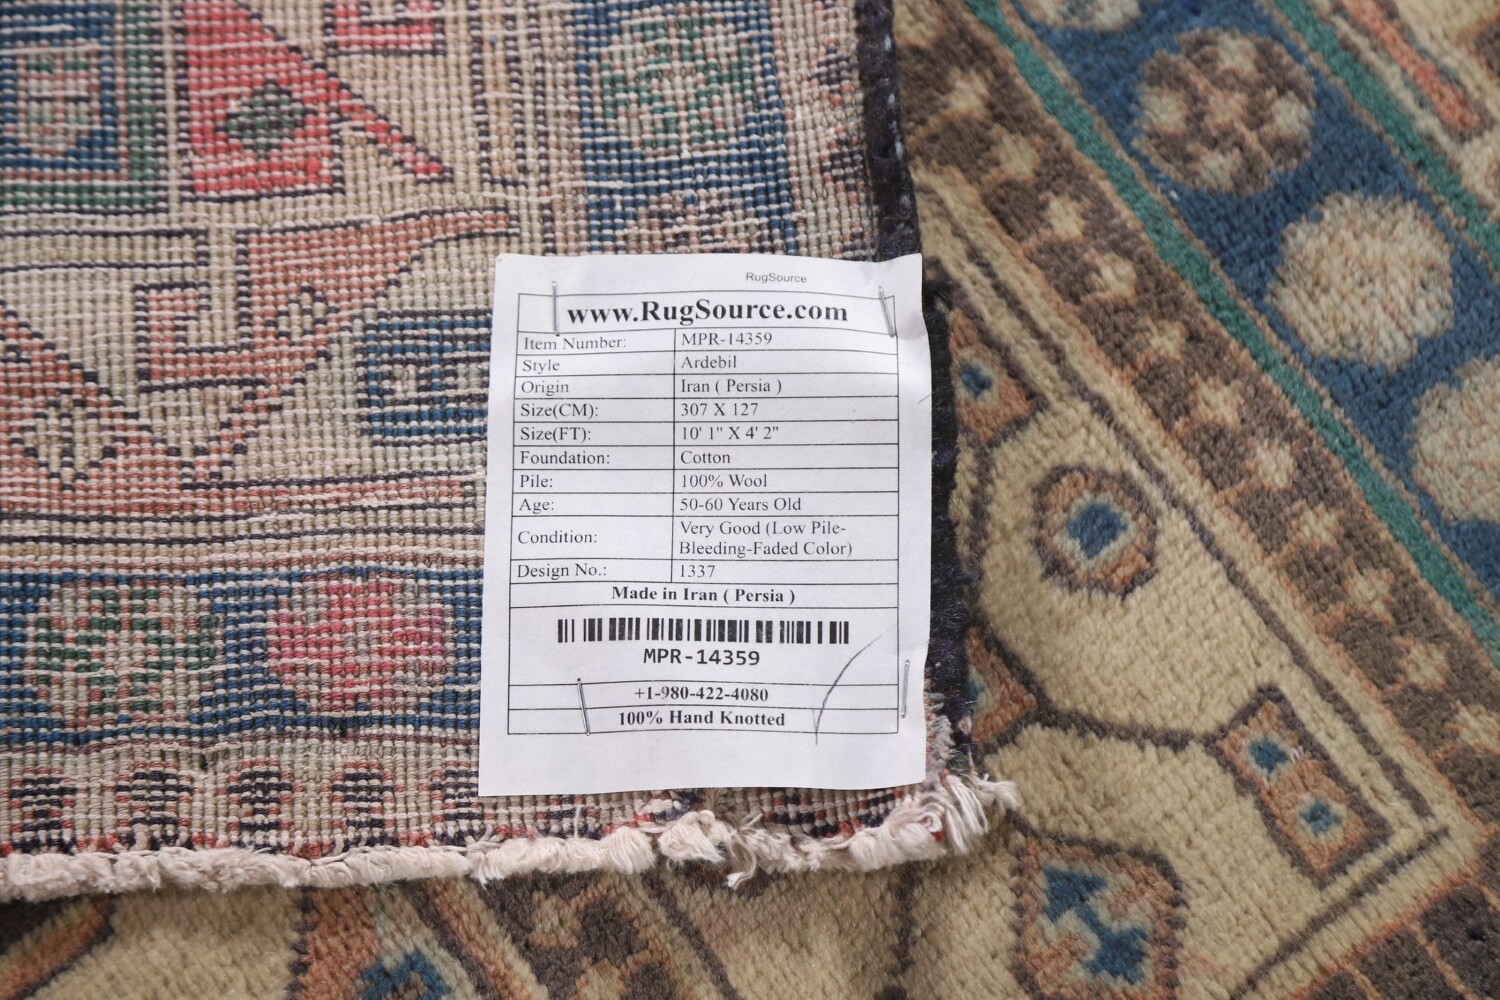 RugSource
www.RugSource.com
Item Number: MPR-14359
Style Ardebil
Origin Iran ( Persia )
Size(CM): 307 X 127
Size(FT): 10' 1" X 4' 2"
Foundation: Cotton
Pile: 100% Wool
Age: 50-60 Years Old
Condition: Very Good (Low Pile-
Bleeding-Faded Color)
Design No.: 1337
Made in Iran ( Persia )
MPR-14359
+1-980-422-4080
100% Hand Knotted